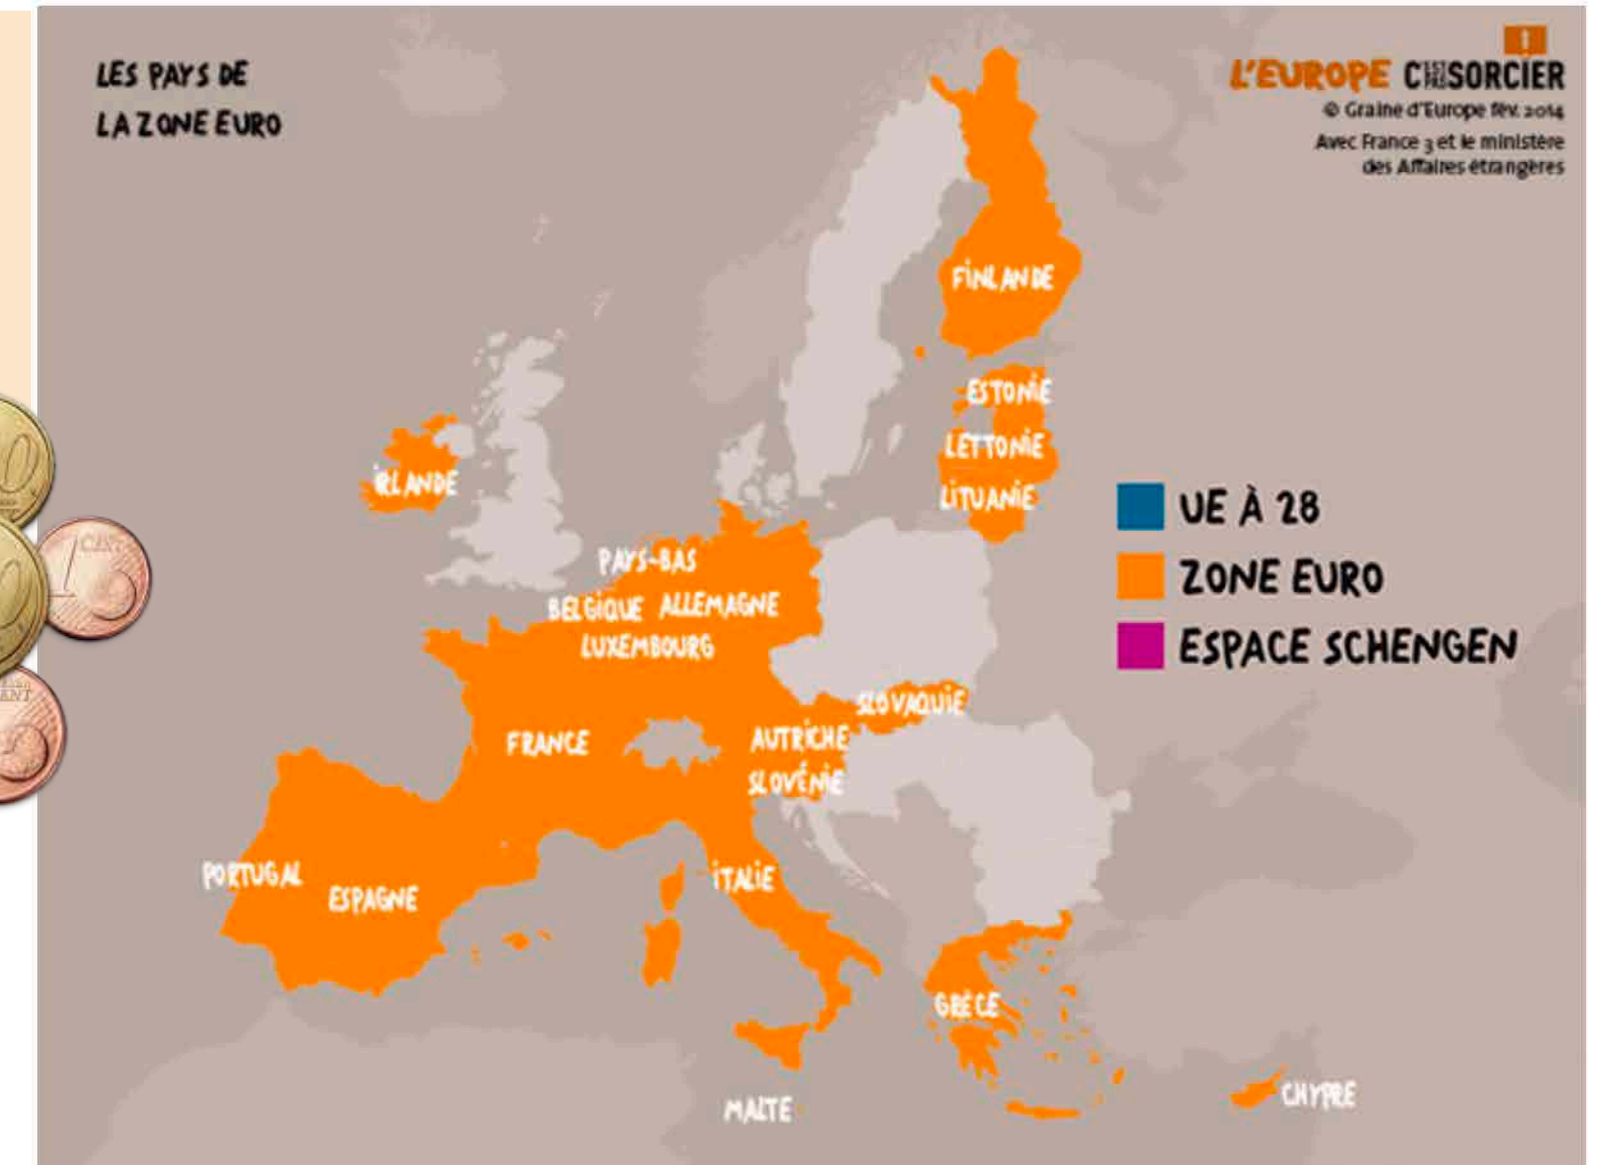 LES PAYS DE
LA ZONE EURO
L'EUROPE C'EST PAS SORCIER
© Graine d'Europe fév. 2014
Avec France 3 et le ministère
des Affaires étrangères
FINLANDE
ESTONIE
LETTONIE
LITUANIE
IRLANDE
PAYS-BAS
BELGIQUE ALLEMAGNE
LUXEMBOURG
UE À 28
ZONE EURO
ESPACE SCHENGEN
SLOVAQUIE
FRANCE
AUTRICHE
SLOVÉNIE
PORTUGAL
ESPAGNE
ITALIE
GRÈCE
MALTE
CHYPRE
1
CENT